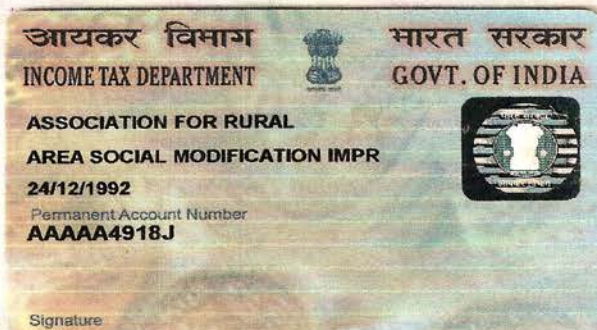 आयकर विभाग
भारत सरकार
INCOME TAX DEPARTMENT
GOVT. OF INDIA
ASSOCIATION FOR RURAL
AREA SOCIAL MODIFICATION IMPR
24/12/1992
Permanent Account Number
AAAAA4918J
Signature